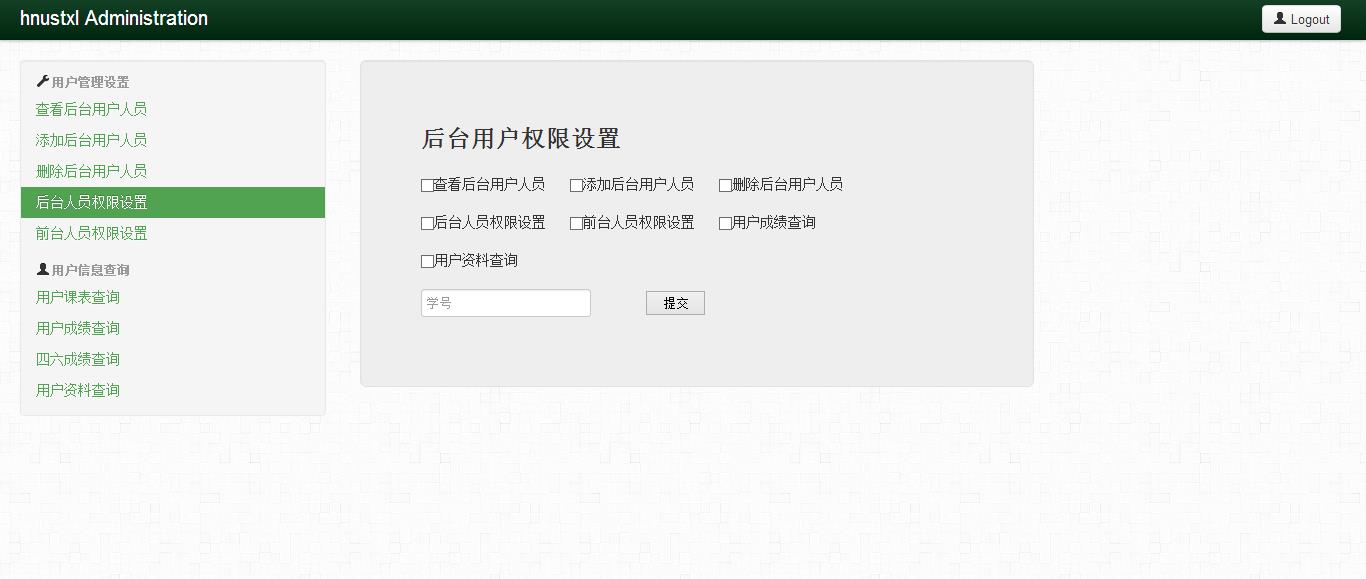 hnustxl Administration
Logout
用户管理设置
查看后台用户人员
添加后台用户人员
删除后台用户人员
后台人员权限设置
前台人员权限设置
用户信息查询
用户课表查询
用户成绩查询
四六成绩查询
用户资料查询
后台用户权限设置
查看后台用户人员 添加后台用户人员 删除后台用户人员
后台人员权限设置 前台人员权限设置 用户成绩查询
用户资料查询
学号 提交